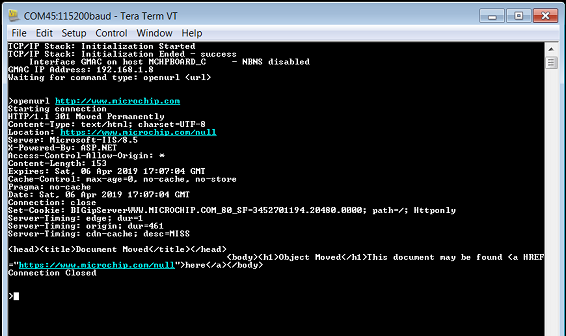 COM45:115200baud - Tera Term VT
File Edit Setup Control Window Help
TCP/IP Stack: Initialization Started
TCP/IP Stack: Initialization Ended - success
Interface GMAC on host MCHPBOARD_C - NBNS disabled
GMAC IP Address: 192.168.1.8
Waiting for command type: openurl <url>
>openurl http://www.microchip.com
Starting connection
HTTP/1.1 301 Moved Permanently
Content-Type: text/html; charset=UTF-8
Location: https://www.microchip.com/null
Server: Microsoft-IIS/8.5
X-Powered-By: ASP.NET
Access-Control-Allow-Origin: *
Content-Length: 153
Expires: Sat, 06 Apr 2019 17:07:04 GMT
Cache-Control: max-age=0, no-cache, no-store
Pragma: no-cache
Date: Sat, 06 Apr 2019 17:07:04 GMT
Connection: close
Set-Cookie: BIGipServerWWW.MICROCHIP.COM_80_SF=3452701194.20480.0000; path=/; Httponly
Server-Timing: edge; dur=1
Server-Timing: origin; dur=461
Server-Timing: cdn-cache; desc=MISS
<head><title>Document Moved</title></head>
<body><h1>Object Moved</h1>This document may be found <a HREF
="https://www.microchip.com/null">here</a></body>
Connection Closed
>